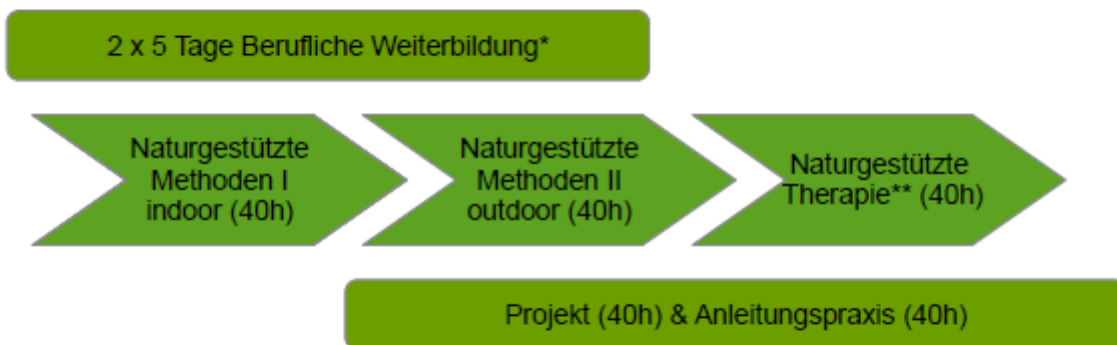 2 x 5 Tage Berufliche Weiterbildung*
Naturgestützte
Methoden I
indoor (40h)
Naturgestützte
Methoden II
outdoor (40h)
Naturgestützte
Therapie** (40h)
Projekt (40h) & Anleitungspraxis (40h)